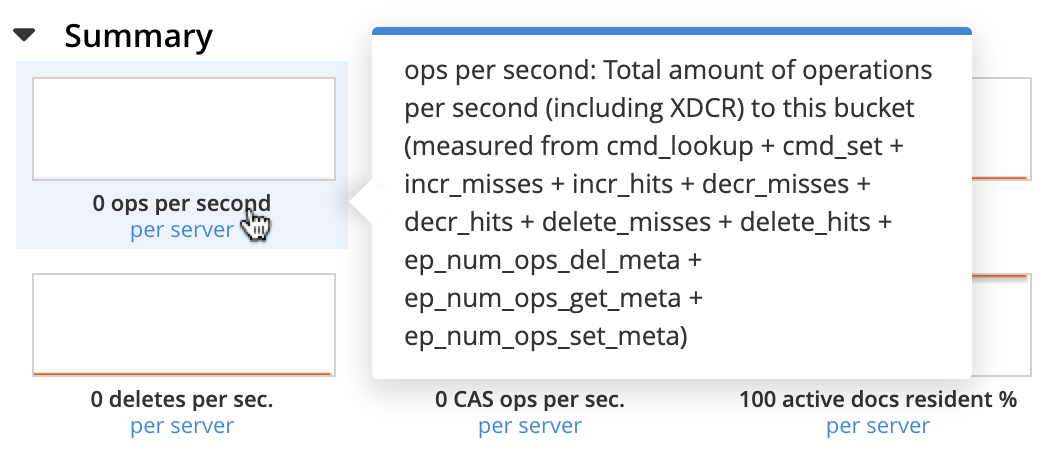 Summary
ops per second: Total amount of operations
per second (including XDCR) to this bucket
(measured from cmd_lookup + cmd_set +
incr_misses + incr_hits + decr_misses +
decr_hits + delete_misses + delete_hits +
ep_num_ops_del_meta +
ep_num_ops_get_meta +
ep_num_ops_set_meta)
0 ops per second
per server
0 deletes per sec.
per server
0 CAS ops per sec.
per server
100 active docs resident %
per server